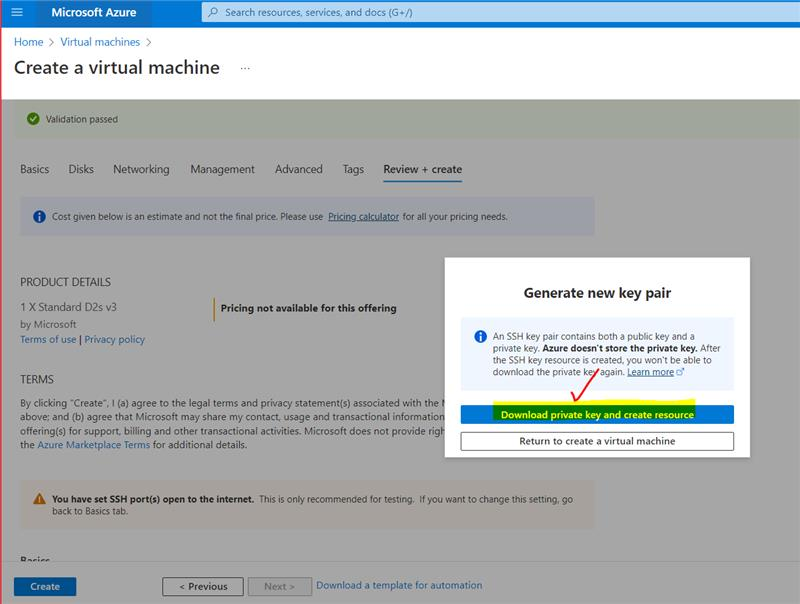 Microsoft Azure
Search resources, services, and docs (G+/)
Home > Virtual machines >
Create a virtual machine ...
Validation passed
Basics Disks Networking Management Advanced Tags Review + create
Cost given below is an estimate and not the final price. Please use Pricing calculator for all your pricing needs.
PRODUCT DETAILS
1 X Standard D2s v3
by Microsoft
Terms of use | Privacy policy
Pricing not available for this offering
TERMS
By clicking "Create", I (a) agree to the legal terms and privacy statement(s) associated with the M
above; and (b) agree that Microsoft may share my contact, usage and transactional information
offering(s) for support, billing and other transactional activities. Microsoft does not provide righ
the Azure Marketplace Terms for additional details.
You have set SSH port(s) open to the internet. This is only recommended for testing. If you want to change this setting, go
back to Basics tab.
Basics
Generate new key pair
An SSH key pair contains both a public key and a
private key. Azure doesn't store the private key. After
the SSH key resource is created, you won't be able to
download the private key again. Learn more
Download private key and create resource
Return to create a virtual machine
Create < Previous Next > Download a template for automation